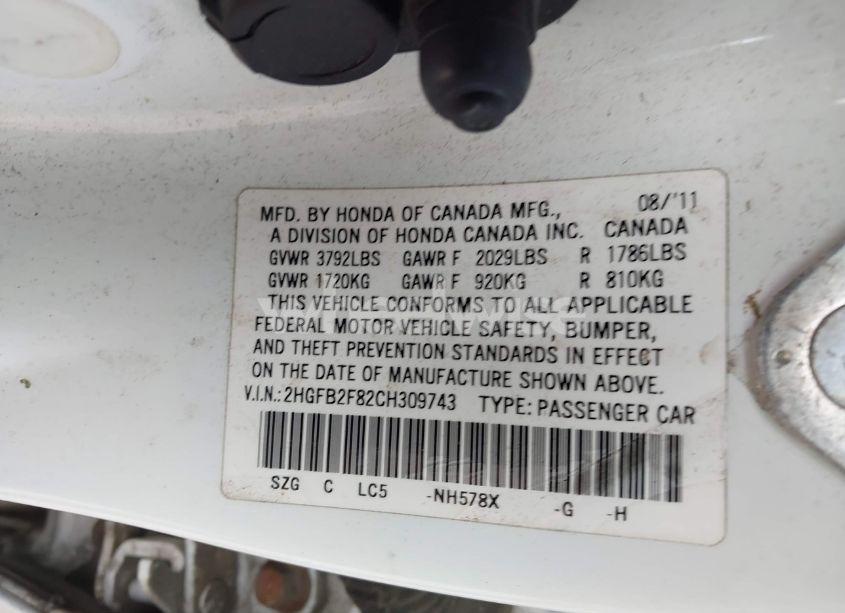 MFD. BY HONDA OF CANADA MFG., 08/'11
A DIVISION OF HONDA CANADA INC. CANADA
GVWR 3792LBS GAWR F 2029LBS R 1786LBS
GVWR 1720KG GAWR F 920KG R 810KG
THIS VEHICLE CONFORMS TO ALL APPLICABLE
FEDERAL MOTOR VEHICLE SAFETY, BUMPER,
AND THEFT PREVENTION STANDARDS IN EFFECT
ON THE DATE OF MANUFACTURE SHOWN ABOVE.
V.I.N.: 2HGFB2F82CH309743 TYPE: PASSENGER CAR
SZG C LC5 -NH578X -G -H